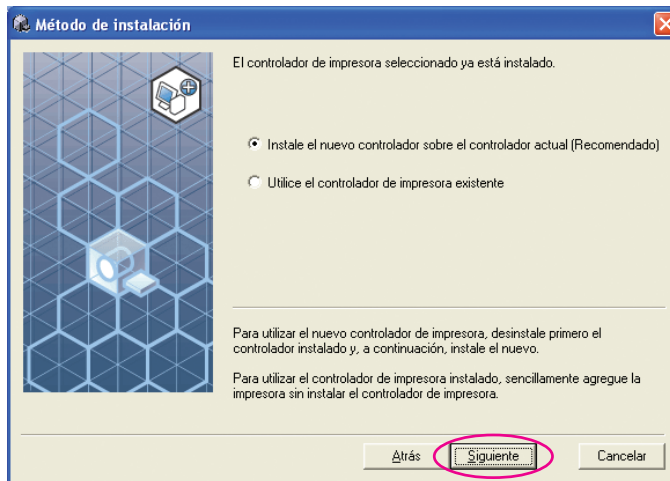 Método de instalación
El controlador de impresora seleccionado ya está instalado.
Instale el nuevo controlador sobre el controlador actual (Recomendado)
Utilice el controlador de impresora existente
Para utilizar el nuevo controlador de impresora, desinstale primero el
controlador instalado y, a continuación, instale el nuevo.
Para utilizar el controlador de impresora instalado, sencillamente agregue la
impresora sin instalar el controlador de impresora.
Atrás Siguiente Cancelar